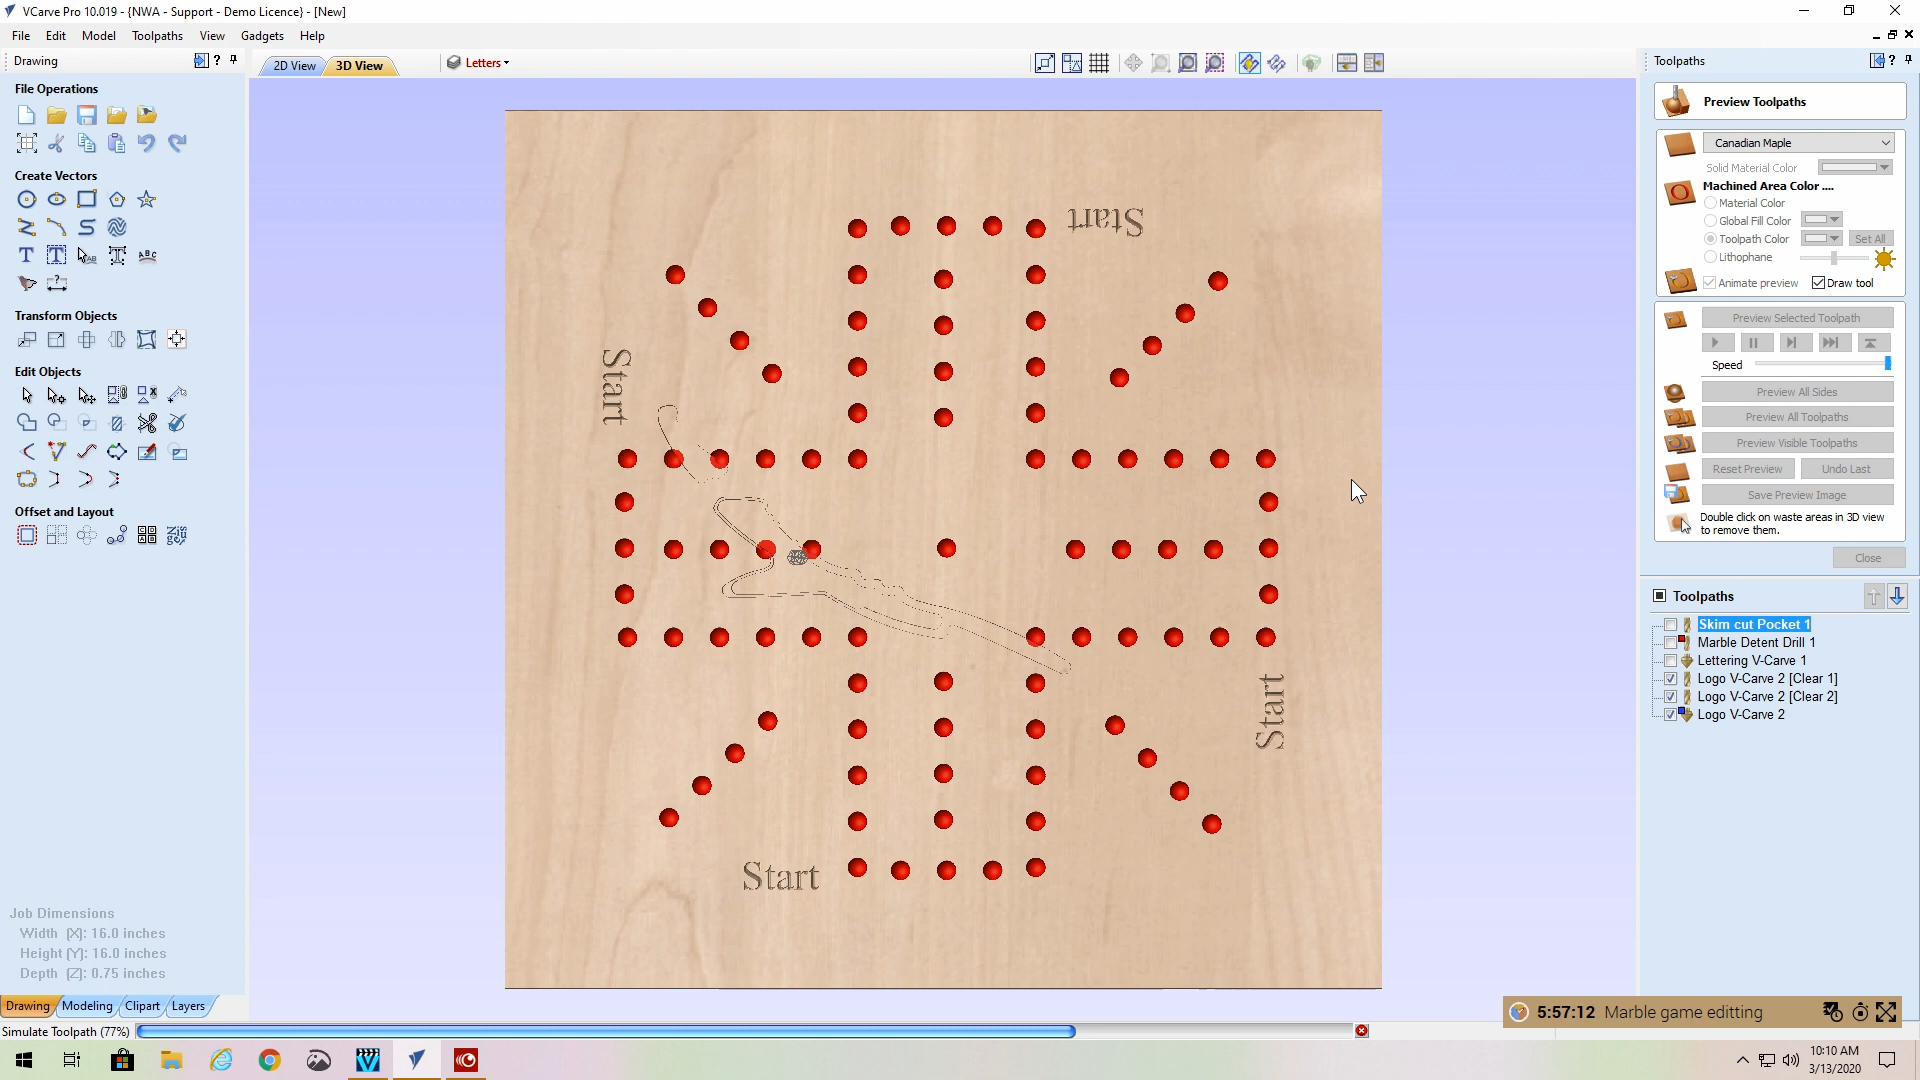 VCarve Pro 10.019 - {NWA - Support - Demo Licence} - [New]
File Edit Model Toolpaths View Gadgets Help
Drawing
File Operations
Create Vectors
Transform Objects
Edit Objects
Offset and Layout
Job Dimensions
Width (X): 16.0 inches
Height (Y): 16.0 inches
Depth (Z): 0.75 inches
Drawing Modeling Clipart Layers
Simulate Toolpath (77%)
2D View 3D View
Letters
Start
Start
Start
Start
Toolpaths
Preview Toolpaths
Canadian Maple
Solid Material Color
Machined Area Color ....
Material Color
Global Fill Color
Toolpath Color Set All
Lithophane
Animate preview Draw tool
Preview Selected Toolpath
Speed
Preview All Sides
Preview All Toolpaths
Preview Visible Toolpaths
Reset Preview Undo Last
Save Preview Image
Double click on waste areas in 3D view
to remove them.
Close
Toolpaths
Skim cut Pocket 1
Marble Detent Drill 1
Lettering V-Carve 1
Logo V-Carve 2 [Clear 1]
Logo V-Carve 2 [Clear 2]
Logo V-Carve 2
5:57:12 Marble game editting
10:10 AM
3/13/2020